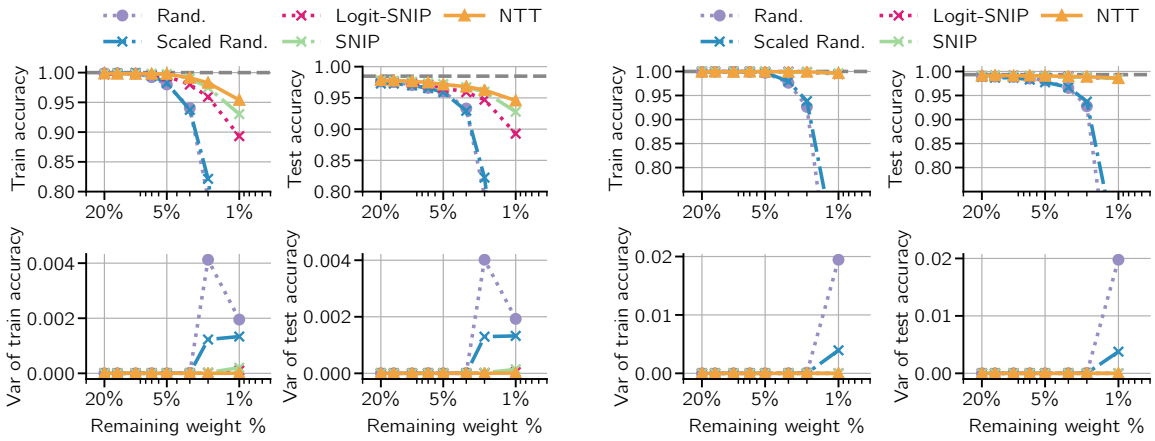 Rand. Logit-SNIP NTT
Scaled Rand. SNIP
Rand. Logit-SNIP NTT
Scaled Rand. SNIP
Train accuracy
1.00
0.95
0.90
0.85
0.80
20% 5% 1%
Test accuracy
1.00
0.95
0.90
0.85
0.80
20% 5% 1%
Train accuracy
1.00
0.95
0.90
0.85
0.80
20% 5% 1%
Test accuracy
1.00
0.95
0.90
0.85
0.80
20% 5% 1%
Var of train accuracy
0.004
0.002
0.000
20% 5% 1%
Remaining weight %
Var of test accuracy
0.004
0.002
0.000
20% 5% 1%
Remaining weight %
Var of train accuracy
0.02
0.01
0.00
20% 5% 1%
Remaining weight %
Var of test accuracy
0.02
0.01
0.00
20% 5% 1%
Remaining weight %